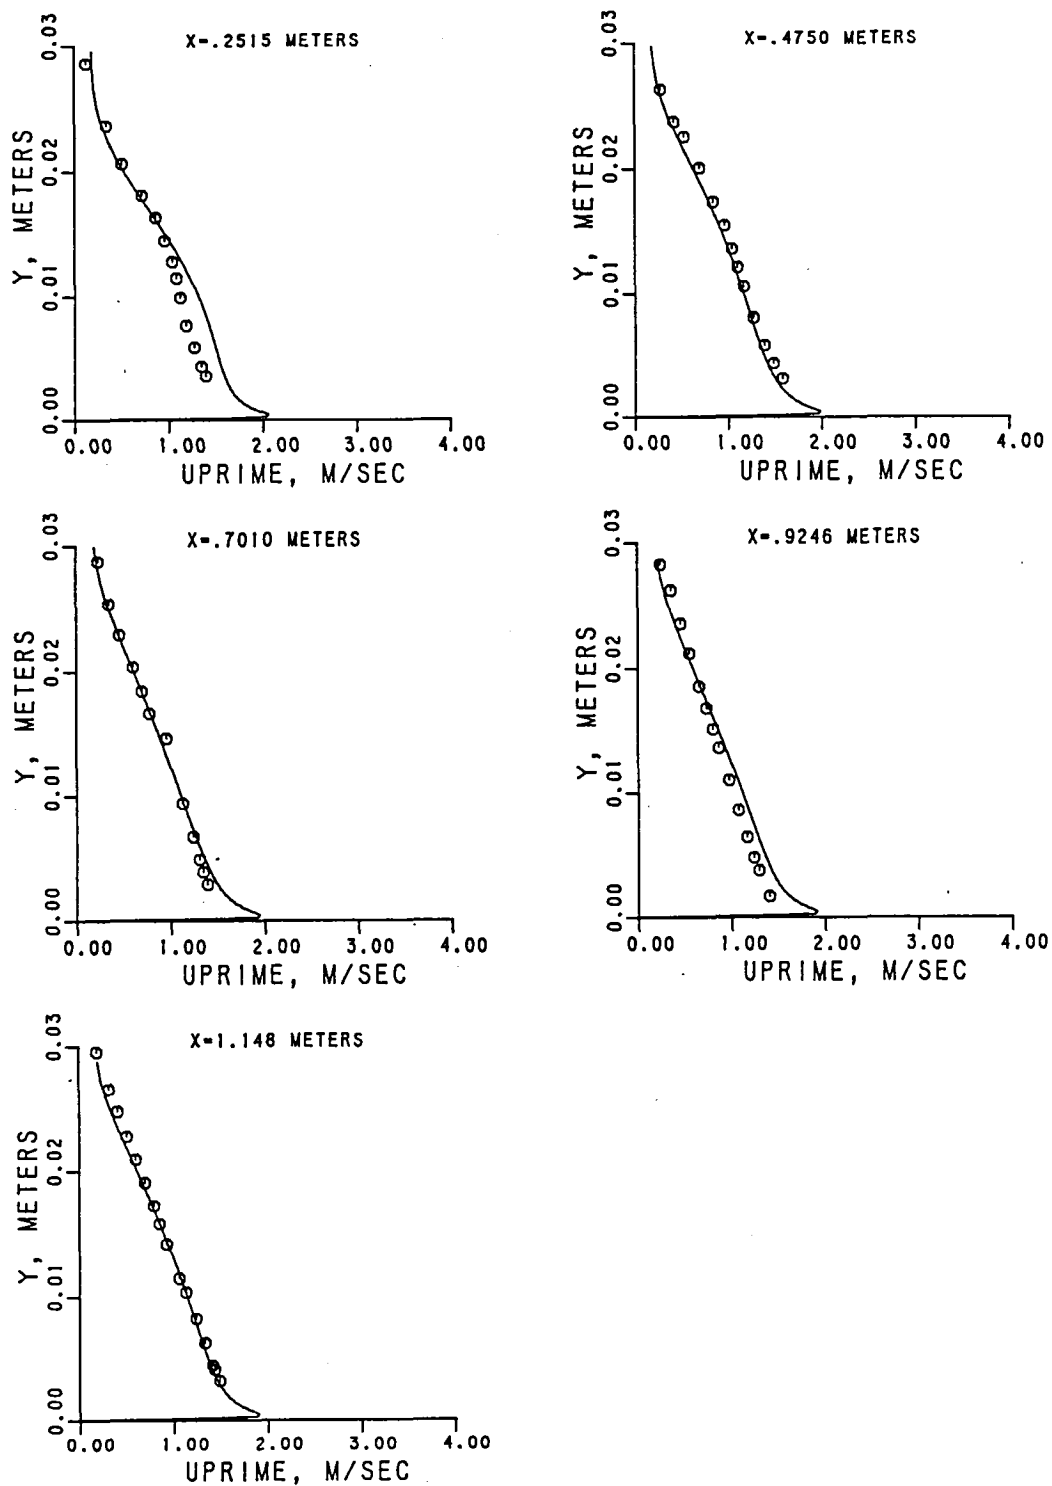 X=.2515 METERS
0.03
0.02
0.01
0.00
Y, METERS
0.00 1.00 2.00 3.00 4.00
UPRIME, M/SEC
X=.4750 METERS
0.03
0.02
0.01
0.00
Y, METERS
0.00 1.00 2.00 3.00 4.00
UPRIME, M/SEC
X=.7010 METERS
0.03
0.02
0.01
0.00
Y, METERS
0.00 1.00 2.00 3.00 4.00
UPRIME, M/SEC
X=.9246 METERS
0.03
0.02
0.01
0.00
Y, METERS
0.00 1.00 2.00 3.00 4.00
UPRIME, M/SEC
X=1.148 METERS
0.03
0.02
0.01
0.00
Y, METERS
0.00 1.00 2.00 3.00 4.00
UPRIME, M/SEC